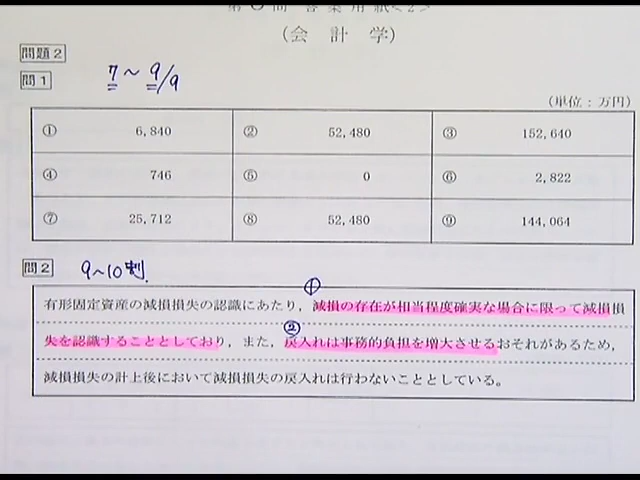 第8問 答案用紙<2>
(会計学)
問題2
問1
7～9/9
(単位：万円)
① 6,840 ② 52,480 ③ 152,640
④ 746 ⑤ 0 ⑥ 2,822
⑦ 25,712 ⑧ 52,480 ⑨ 144,064
問2
9～10割.
①
有形固定資産の減損損失の認識にあたり，減損の存在が相当程度確実な場合に限って減損損
②
失を認識することとしており，また，戻入れは事務的負担を増大させるおそれがあるため，
減損損失の計上後において減損損失の戻入れは行わないこととしている。